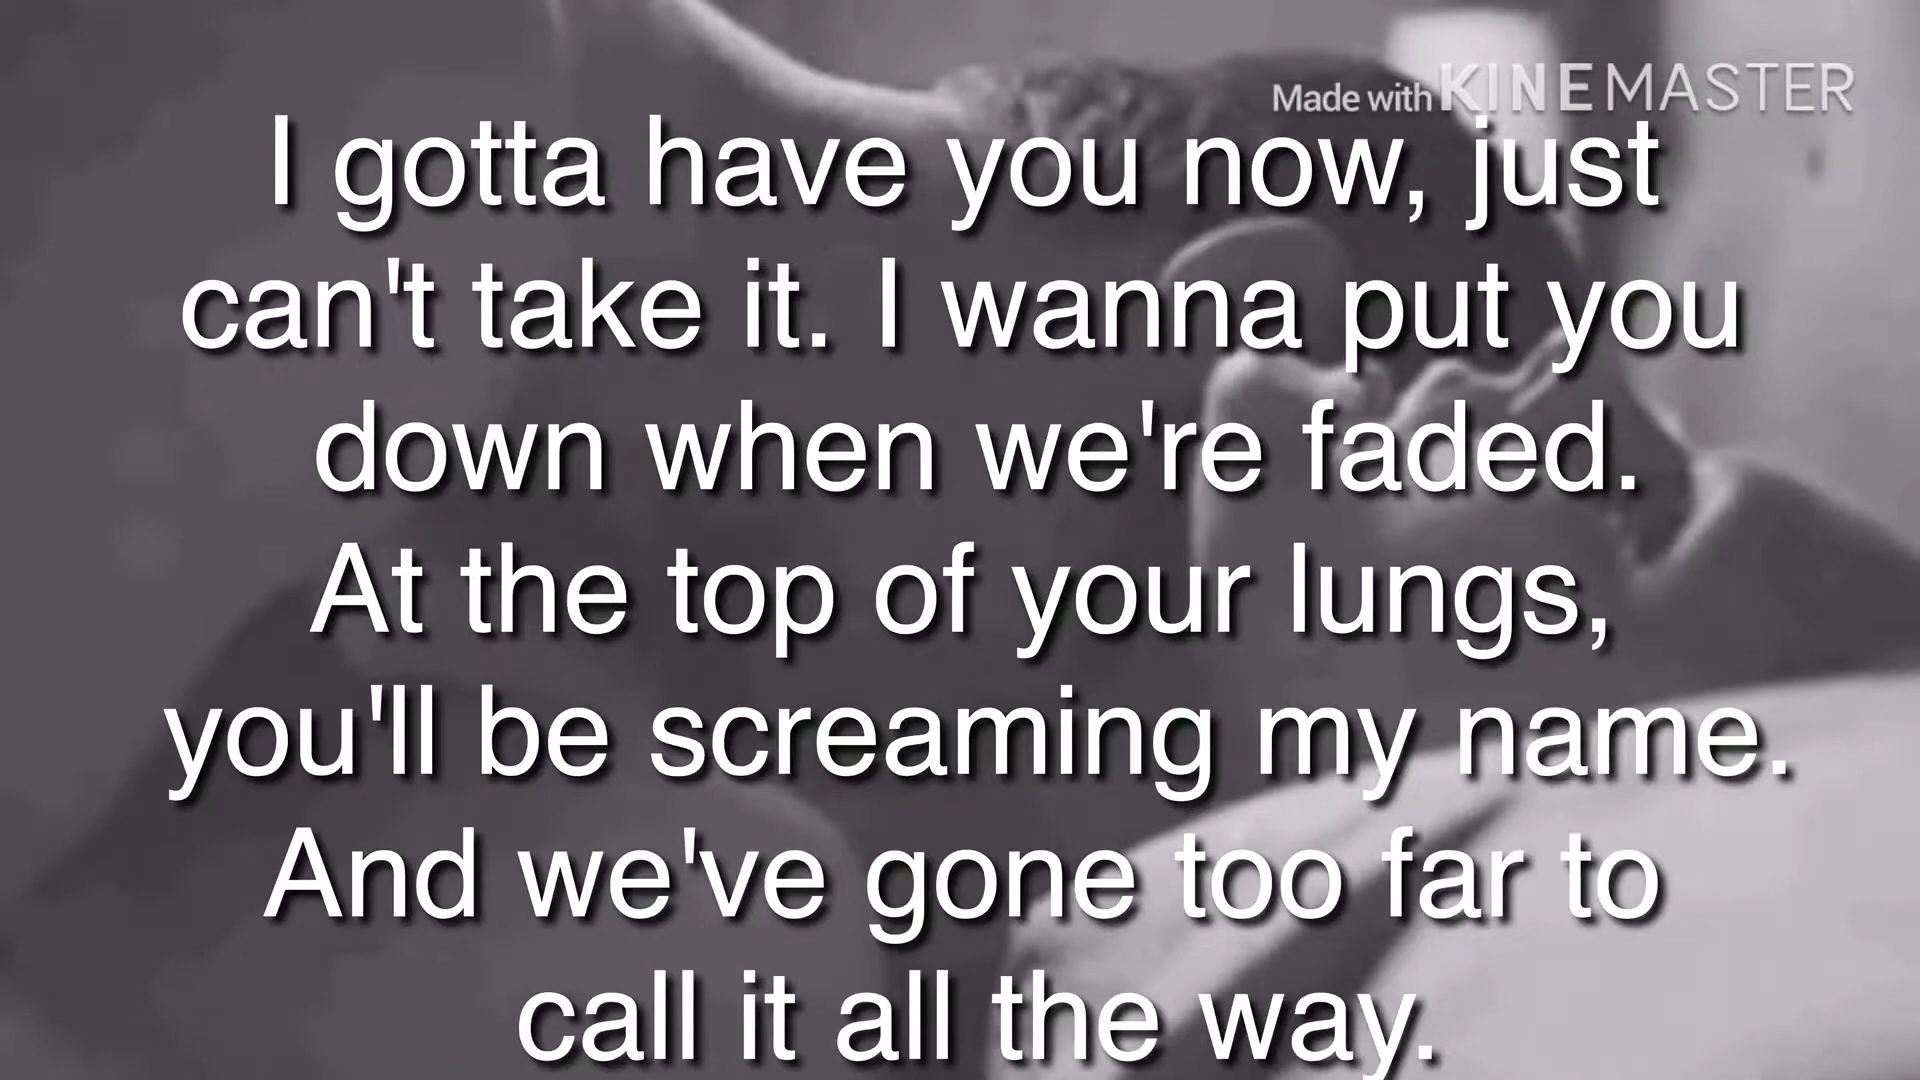 Made with KINEMASTER
I gotta have you now, just
can't take it. I wanna put you
down when we're faded.
At the top of your lungs,
you'll be screaming my name.
And we've gone too far to
call it all the way.